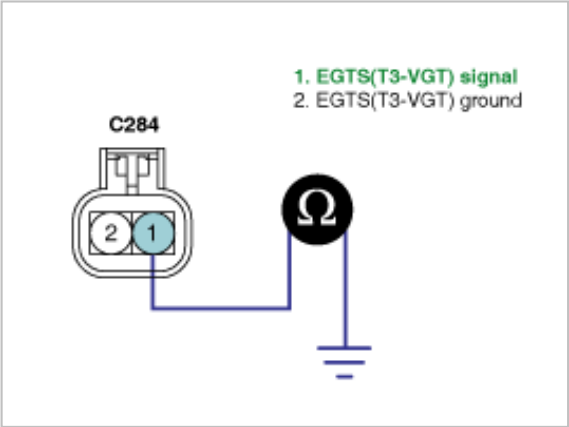 1. EGTS(T3-VGT) signal
2. EGTS(T3-VGT) ground
C284
Ω
2 1